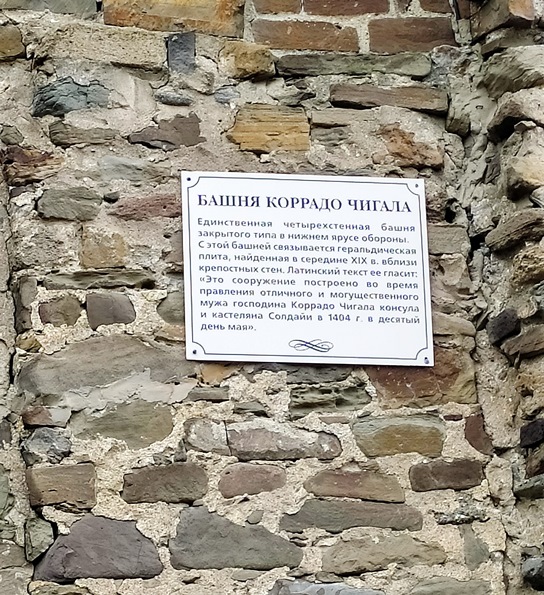 БАШНЯ КОРРАДО ЧИГАЛА
Единственная четырехстенная башня
закрытого типа в нижнем ярусе обороны.
С этой башней связывается геральдическая
плита, найденная в середине XIX в. вблизи
крепостных стен. Латинский текст ее гласит:
«Это сооружение построено во время
правления отличного и могущественного
мужа господина Коррадо Чигала консула
и кастеляна Солдайи в 1404 г. в десятый
день мая».